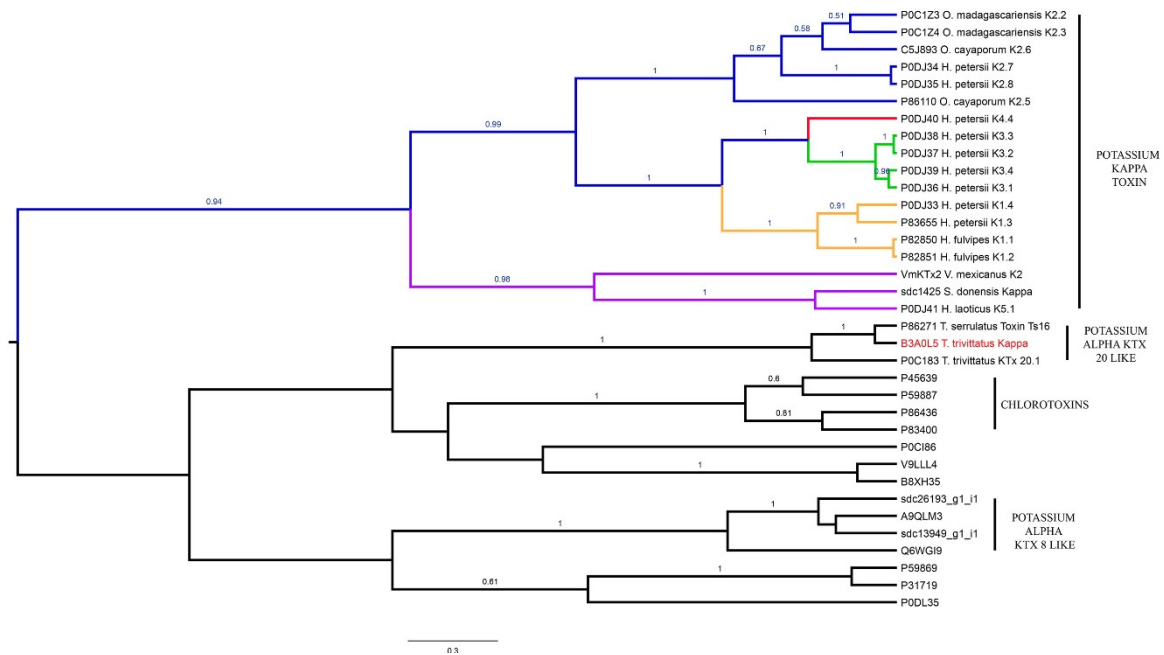 0.51
P0C1Z3 O. madagascariensis K2.2
0.58
P0C1Z4 O. madagascariensis K2.3
0.67
C5J893 O. cayaporum K2.6
1
P0DJ34 H. petersii K2.7
1
P0DJ35 H. petersii K2.8
P86110 O. cayaporum K2.5
0.99
P0DJ40 H. petersii K4.4
1
1
P0DJ38 H. petersii K3.3
1
P0DJ37 H. petersii K3.2
0.96
P0DJ39 H. petersii K3.4
1
P0DJ36 H. petersii K3.1
0.94
0.91
P0DJ33 H. petersii K1.4
1
P83655 H. petersii K1.3
1
P82850 H. fulvipes K1.1
P82851 H. fulvipes K1.2
0.98
VmKTx2 V. mexicanus K2
1
sdc1425 S. donensis Kappa
P0DJ41 H. laoticus K5.1
POTASSIUM
KAPPA
TOXIN
1
P86271 T. serrulatus Toxin Ts16
1
B3A0L5 T. trivittatus Kappa
P0C183 T. trivittatus KTx 20.1
POTASSIUM
ALPHA KTX
20 LIKE
0.6
P45639
1
P59887
0.81
P86436
P83400
CHLOROTOXINS
P0CI86
1
V9LLL4
B8XH35
1
sdc26193_g1_i1
1
A9QLM3
sdc13949_g1_i1
Q6WGI9
POTASSIUM
ALPHA
KTX 8 LIKE
1
P59869
0.61
P31719
P0DL35
0.3